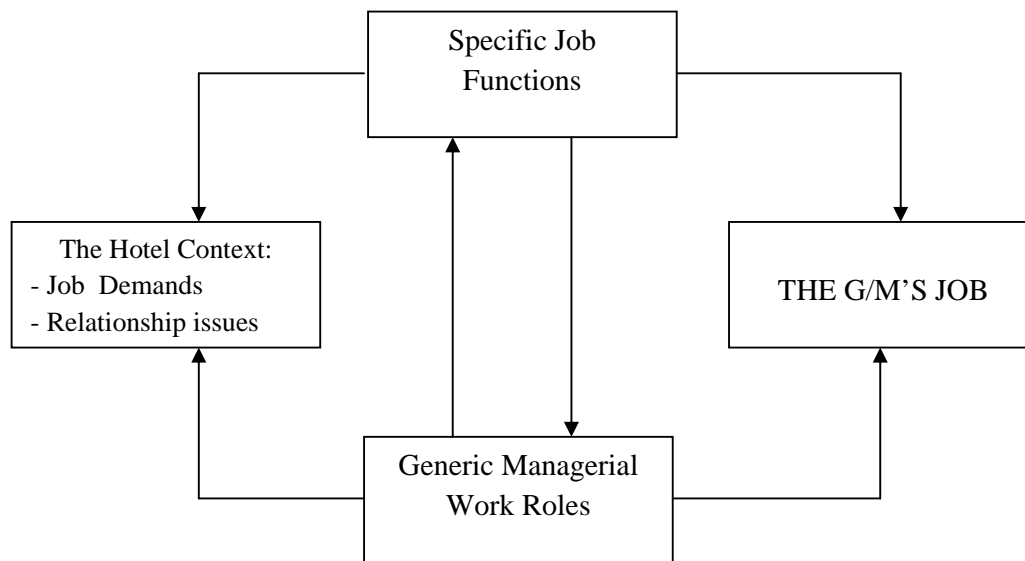 Specific Job
Functions
The Hotel Context:
- Job  Demands
- Relationship issues
THE G/M’S JOB
Generic Managerial
Work Roles